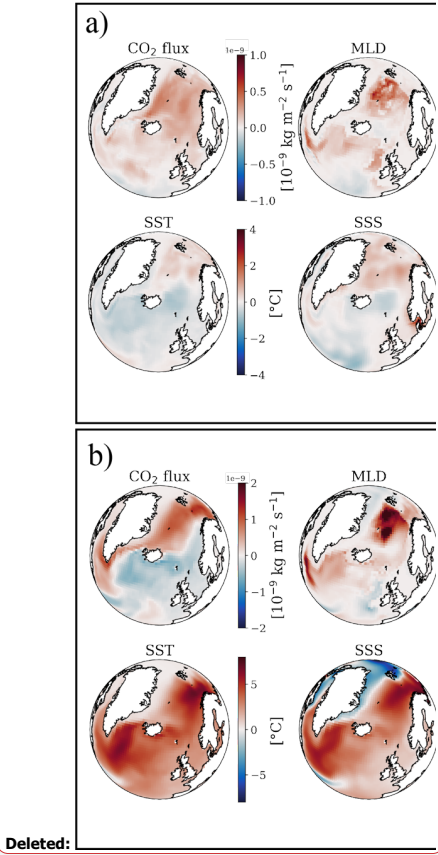 a)
CO₂ flux
MLD
1e−9
1.0
0.5
0.0
−0.5
−1.0
[10⁻⁹ kg m⁻² s⁻¹]
SST
SSS
4
2
0
−2
−4
[°C]
b)
CO₂ flux
MLD
1e−9
2
1
0
−1
−2
[10⁻⁹ kg m⁻² s⁻¹]
SST
SSS
5
0
−5
[°C]
Deleted: